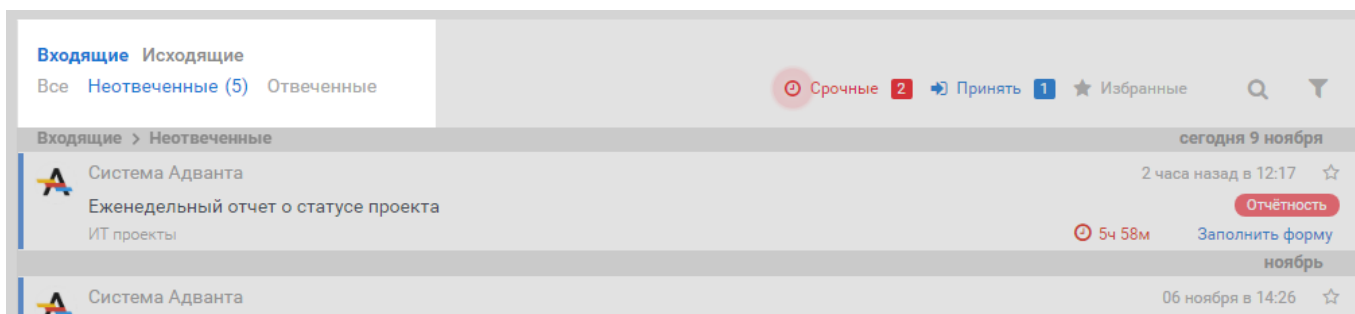 Входящие Исходящие
Все Неотвеченные (5) Отвеченные
Срочные 2 Принять 1 Избранные
Входящие > Неотвеченные сегодня 9 ноября
Система Адванта 2 часа назад в 12:17
Еженедельный отчет о статусе проекта Отчётность
ИТ проекты 5ч 58м Заполнить форму
ноябрь
Система Адванта 06 ноября в 14:26